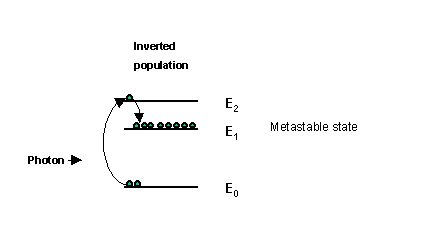 Inverted
population
E2
E1
Metastable state
Photon
E0